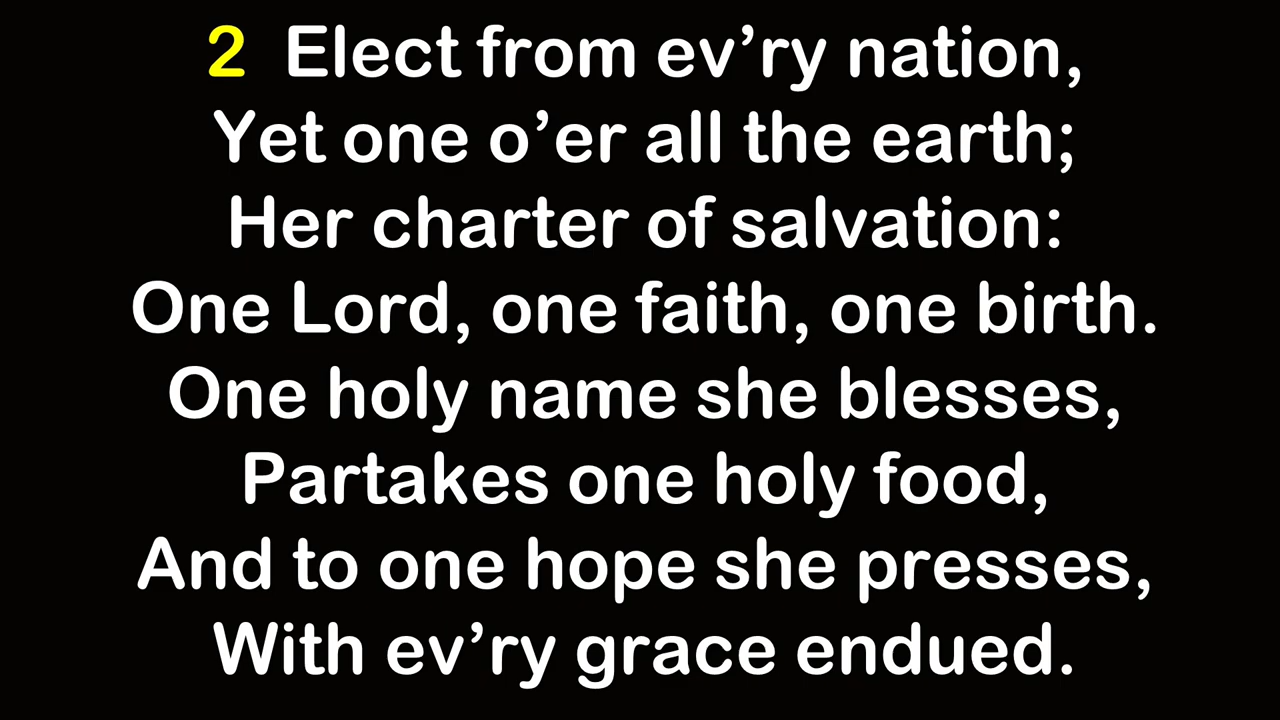 2 Elect from ev’ry nation,
Yet one o’er all the earth;
Her charter of salvation:
One Lord, one faith, one birth.
One holy name she blesses,
Partakes one holy food,
And to one hope she presses,
With ev’ry grace endued.